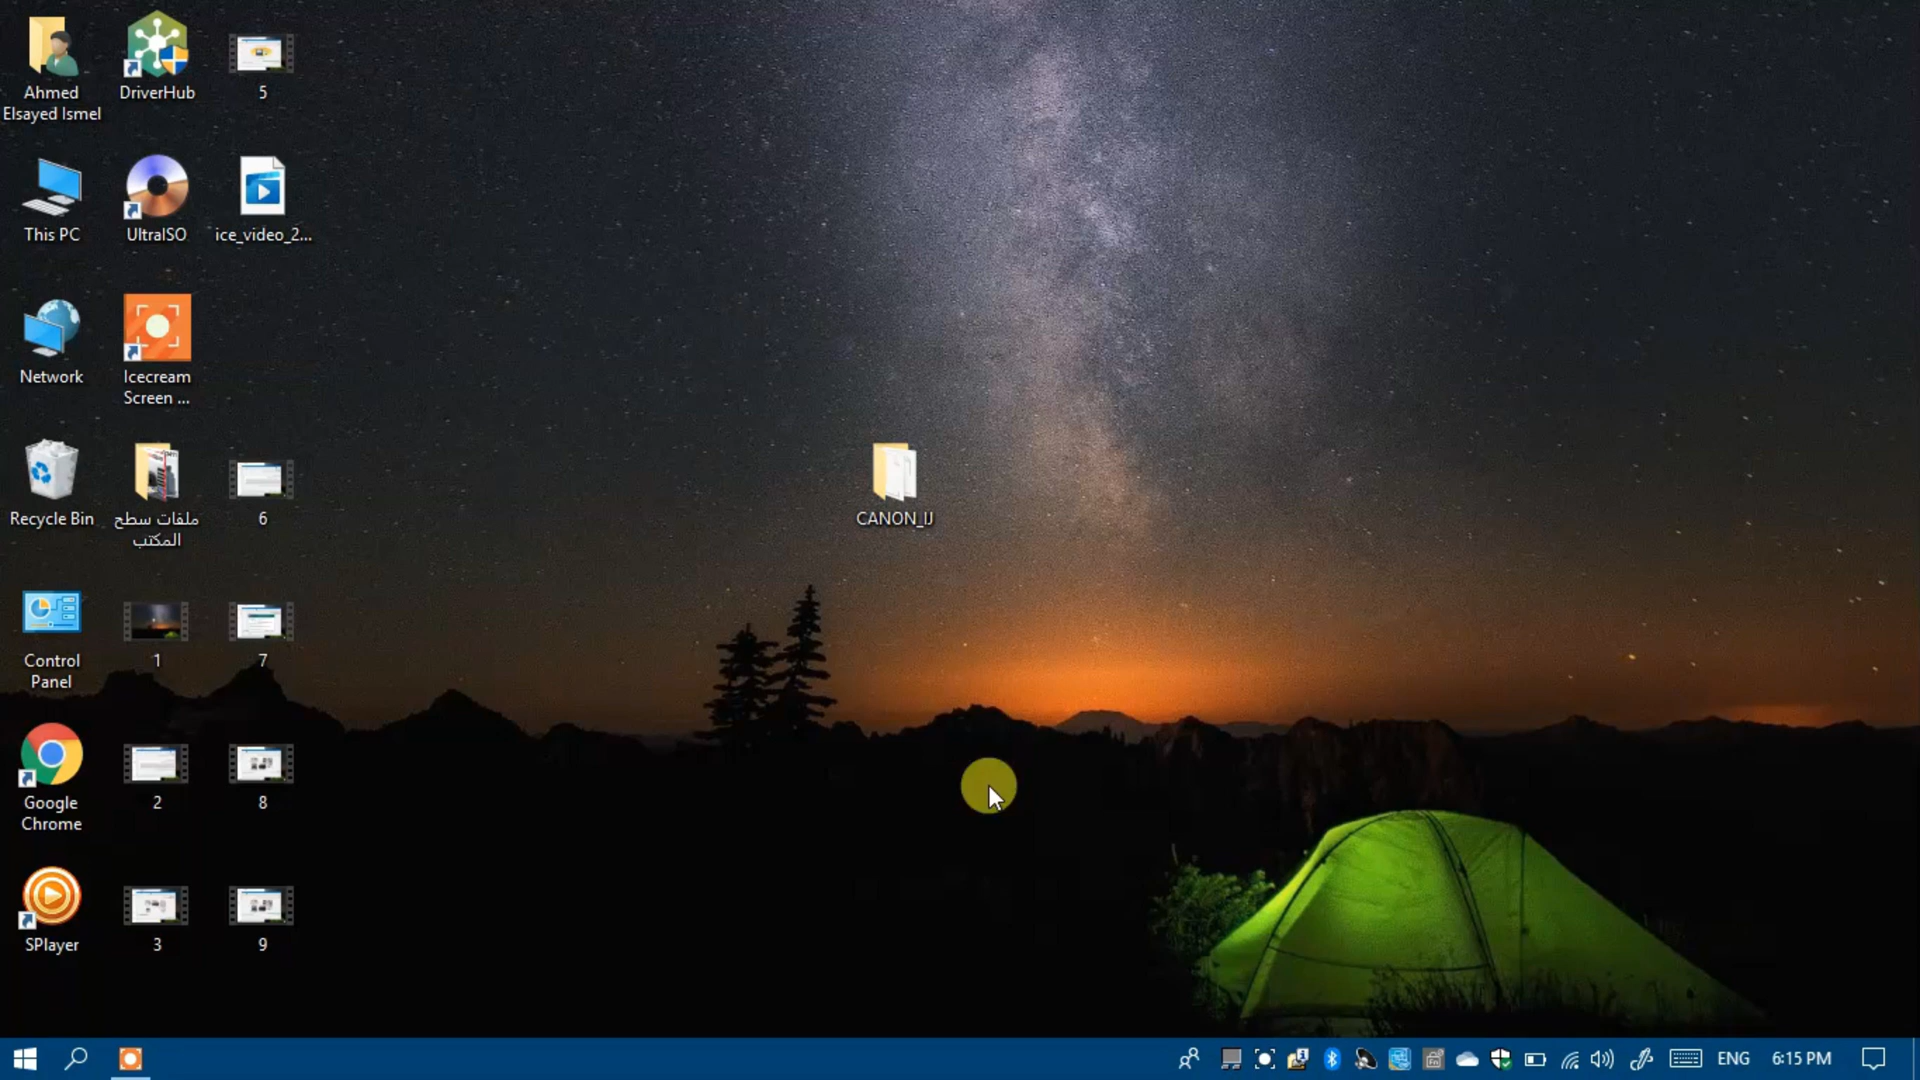 Ahmed
Elsayed Ismel
DriverHub
5
This PC
UltraISO
ice_video_2...
Network
Icecream
Screen ...
Recycle Bin
ملفات سطح
المكتب
6
CANON_IJ
Control
Panel
1
7
Google
Chrome
2
8
SPlayer
3
9
ENG
6:15 PM